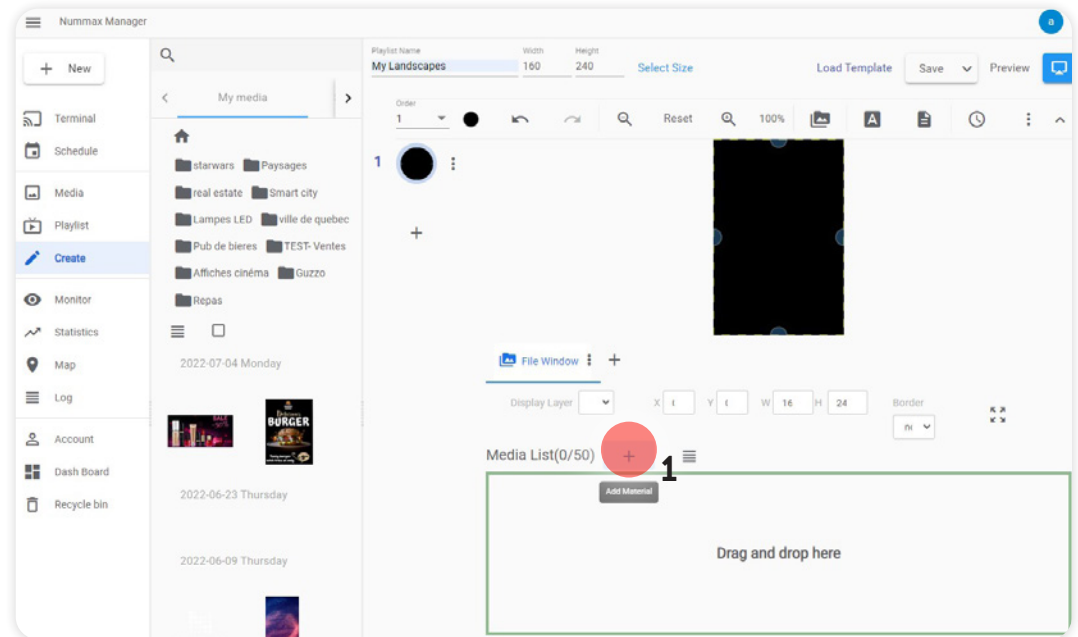 Nummax Manager
a
New
Terminal
Schedule
Media
Playlist
Create
Monitor
Statistics
Map
Log
Account
Dash Board
Recycle bin
My media
starwars Paysages
real estate Smart city
Lampes LED ville de quebec
Pub de bieres TEST- Ventes
Affiches cinéma Guzzo
Repas
2022-07-04 Monday
SALE
Delicious
BURGER
2022-06-23 Thursday
2022-06-09 Thursday
Playlist Name Width Height
My Landscapes 160 240 Select Size Load Template Save Preview
Order
1 Reset 100% A
1
File Window
Display Layer X Y W 16 H 24 Border
Media List(0/50) + 1
Add Material
Drag and drop here